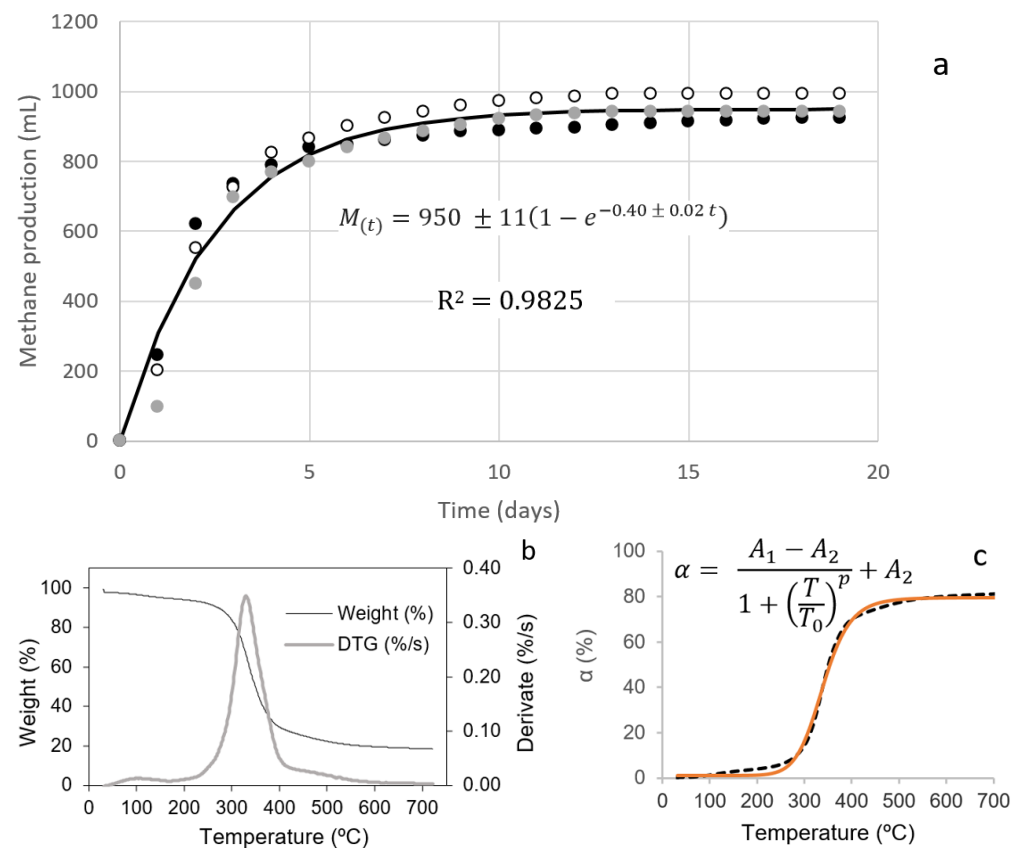 1200
a
1000
800
600
400
200
0
Methane production (mL)
M(t) = 950 ± 11(1 − e^−0.40 ± 0.02 t)
R² = 0.9825
0 5 10 15 20
Time (days)
b
100
80
60
40
20
0
Weight (%)
Weight (%)
DTG (%/s)
0.40
0.30
0.20
0.10
0.00
Derivate (%/s)
0 100 200 300 400 500 600 700
Temperature (ºC)
c
α = (A₁ − A₂) / (1 + (T/T₀)^p) + A₂
100
80
60
40
20
0
α (%)
0 100 200 300 400 500 600 700
Temperature (ºC)